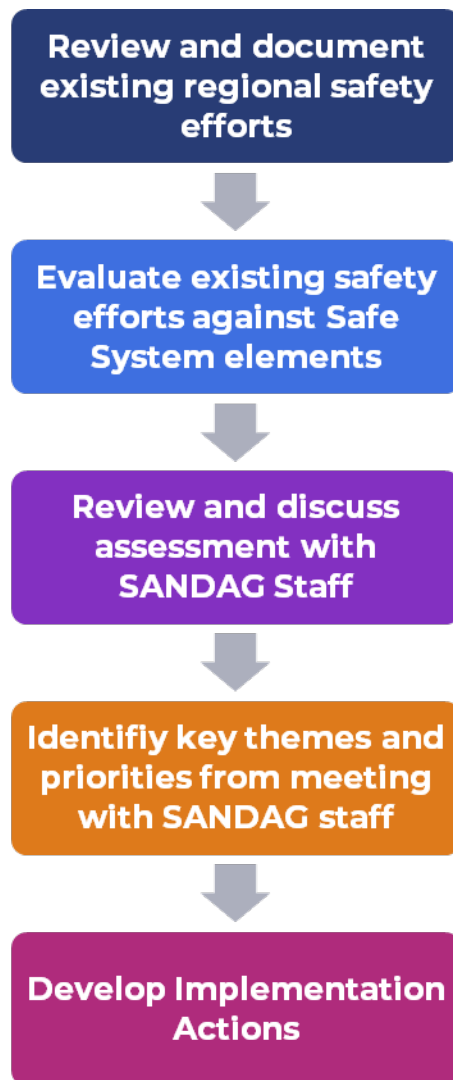 Review and document
existing regional safety
efforts
Evaluate existing safety
efforts against Safe
System elements
Review and discuss
assessment with
SANDAG Staff
Identifiy key themes and
priorities from meeting
with SANDAG staff
Develop Implementation
Actions